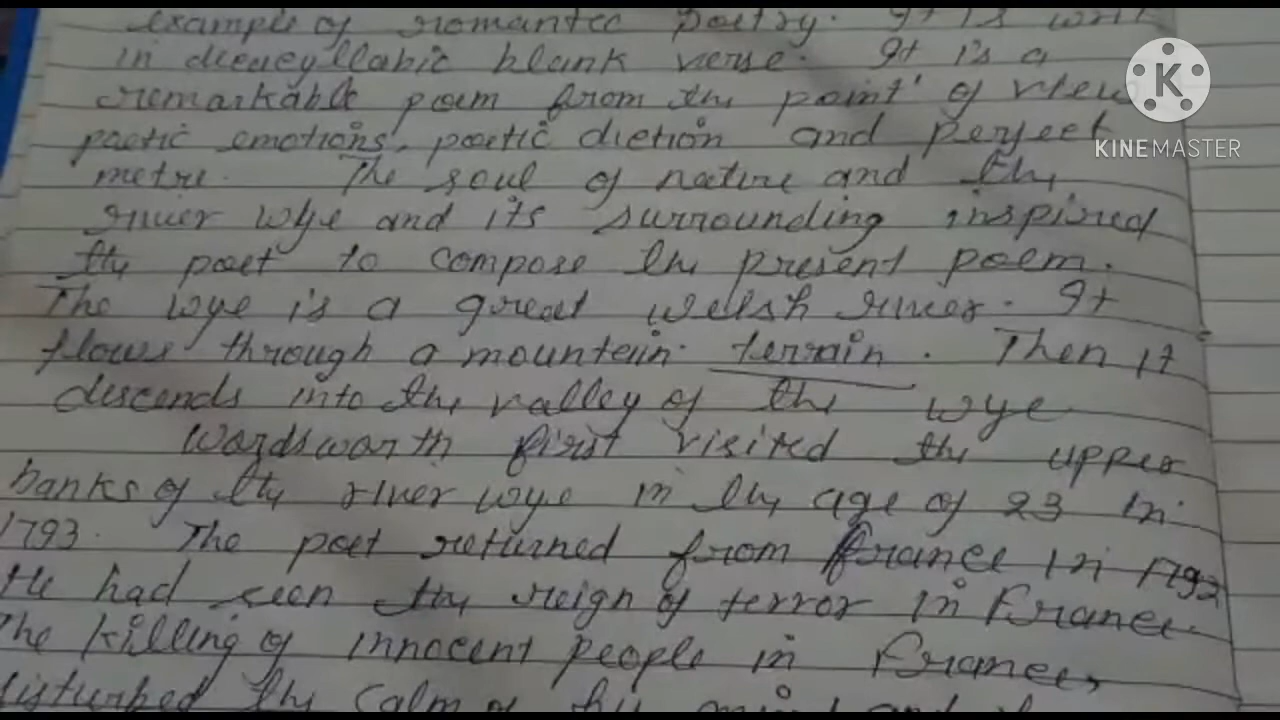 example of romantic poetry. It is writ
in decasyllabic blank verse. It is a
remarkable poem from the point of view
poetic emotions, poetic diction and perfect
metre. The soul of nature and the
river wye and its surrounding inspired
the poet to compose the present poem.
The wye is a great welsh river. It
flows through a mountein terrain. Then it
descends into the valley of the wye
Wordsworth first visited the upper
banks of the river wye in the age of 23 in
1793. The poet returned from France in 1792
He had seen the reign of terror in France.
The killing of innocent people in France,
disturbed the calm of his mind and
KINEMASTER